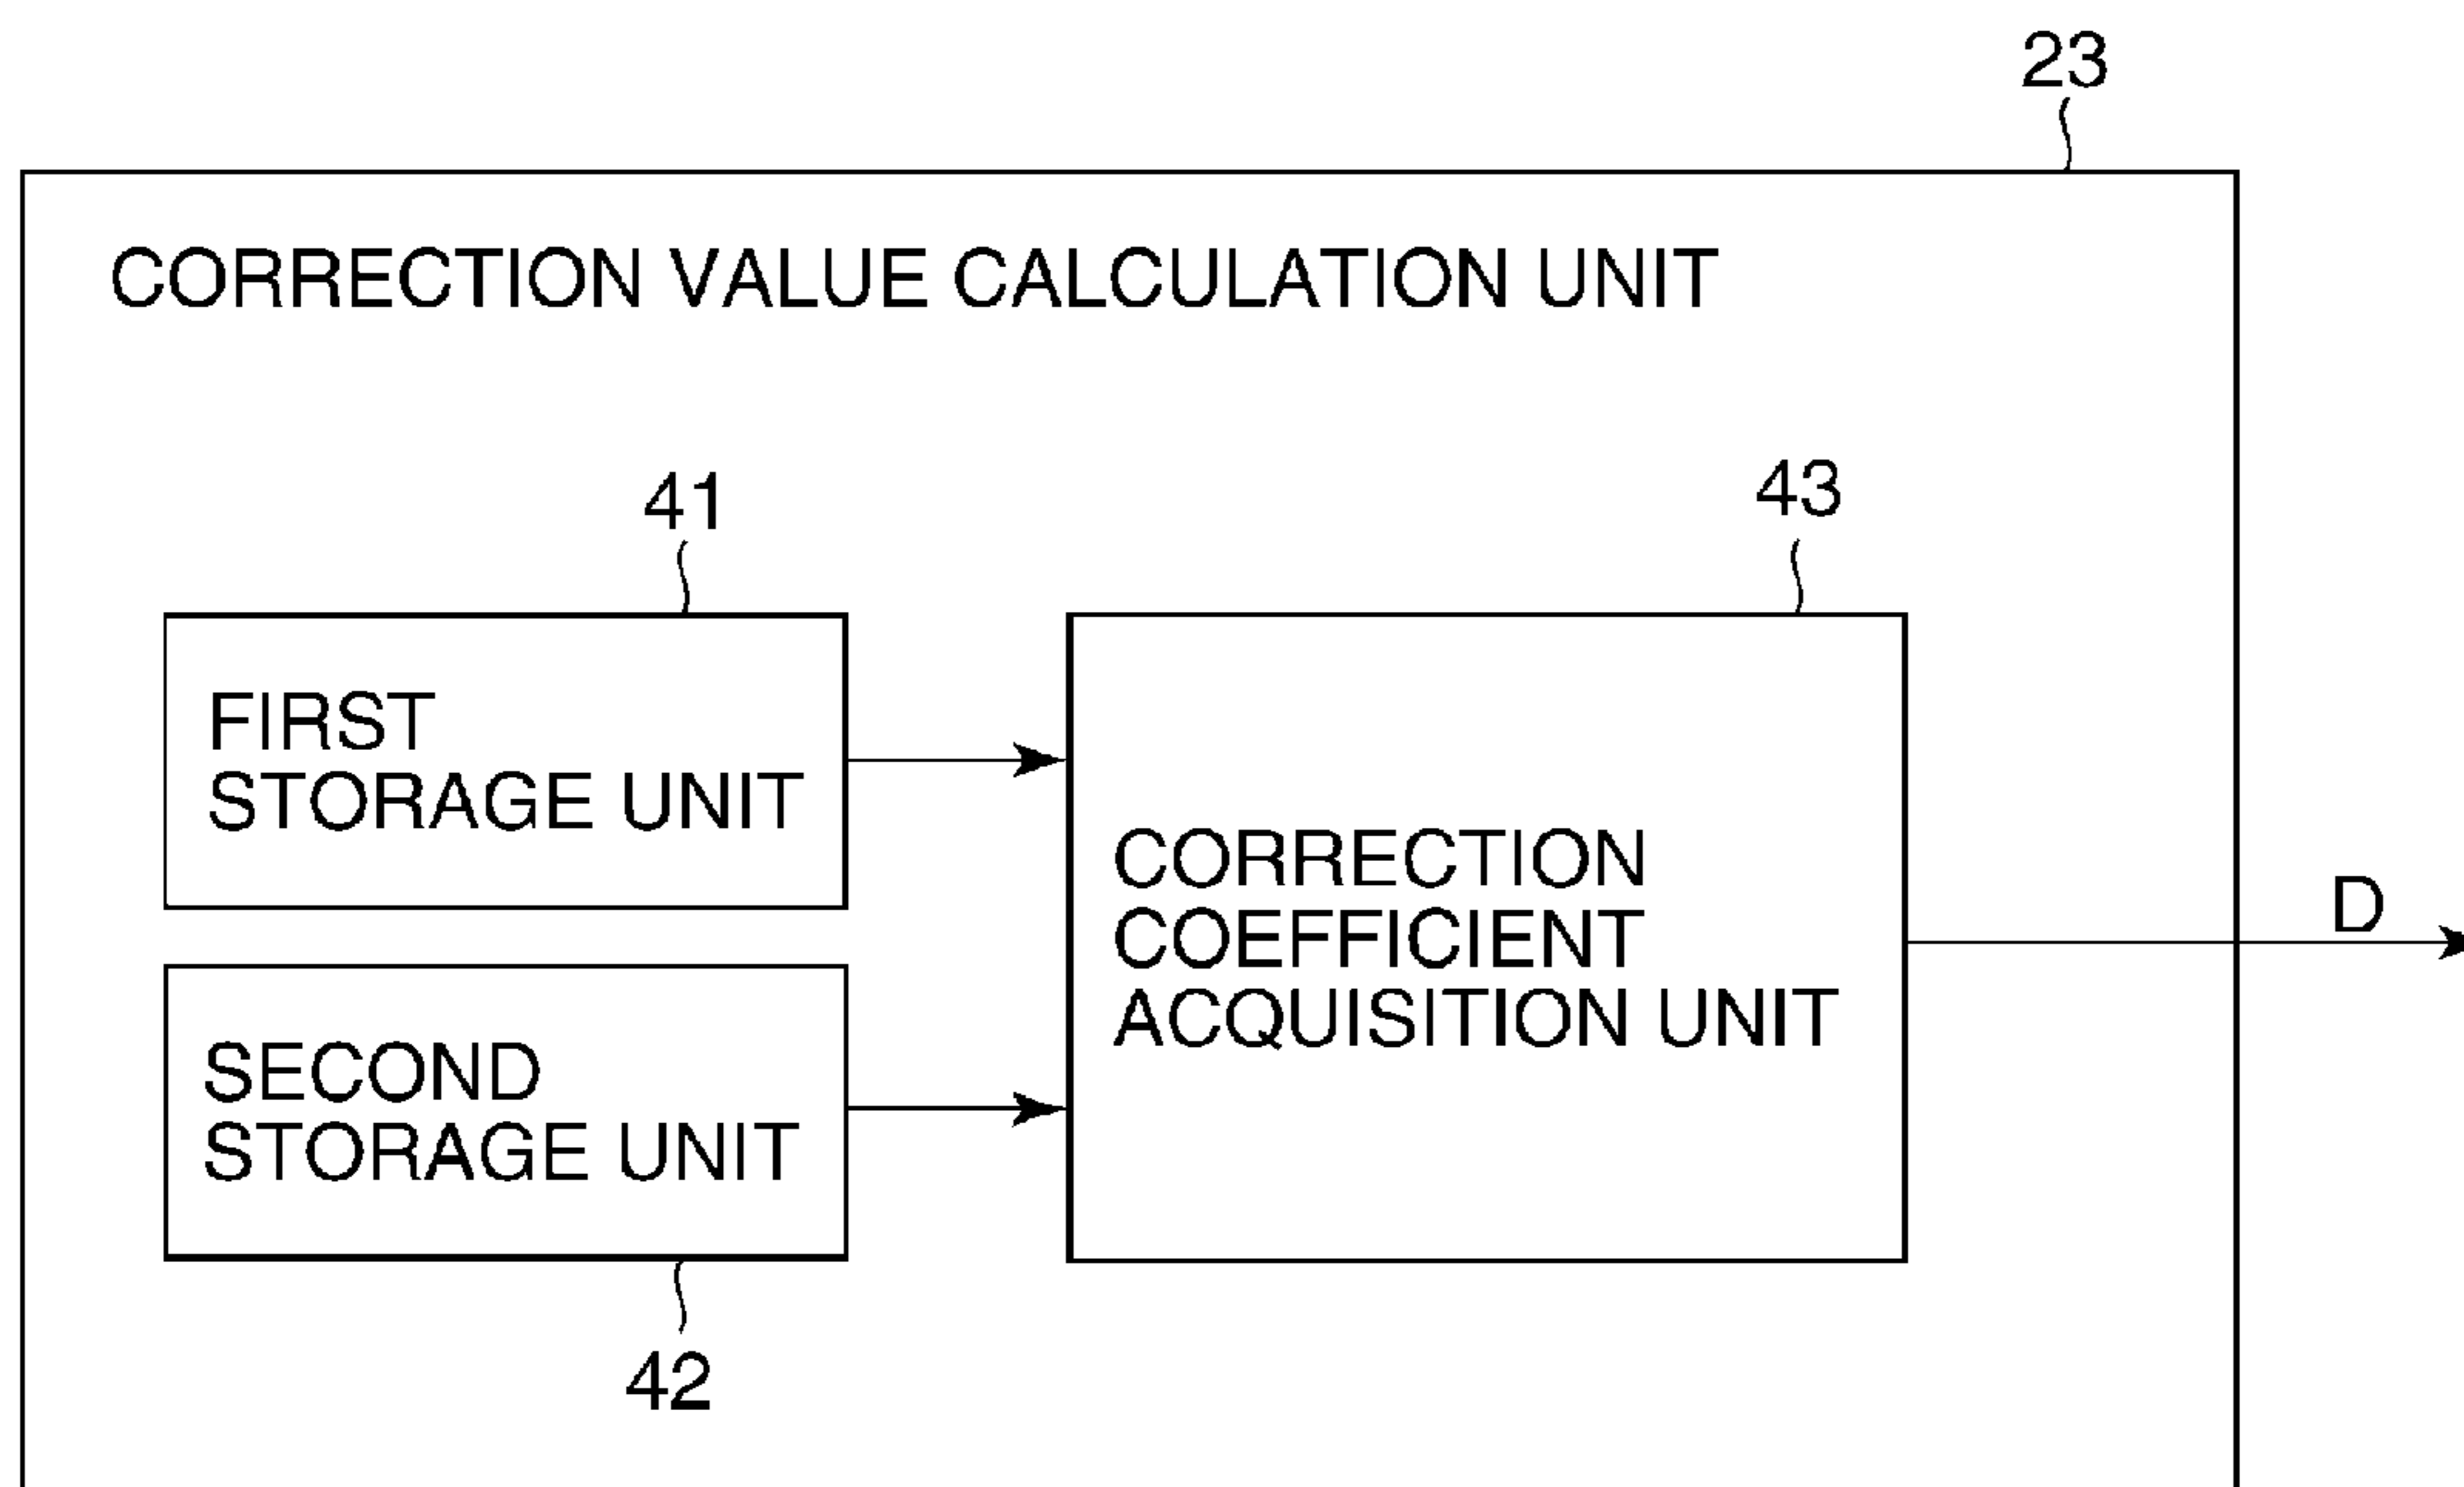 23
CORRECTION VALUE CALCULATION UNIT
41
43
FIRST
STORAGE UNIT
CORRECTION
COEFFICIENT
ACQUISITION UNIT
D
SECOND
STORAGE UNIT
42